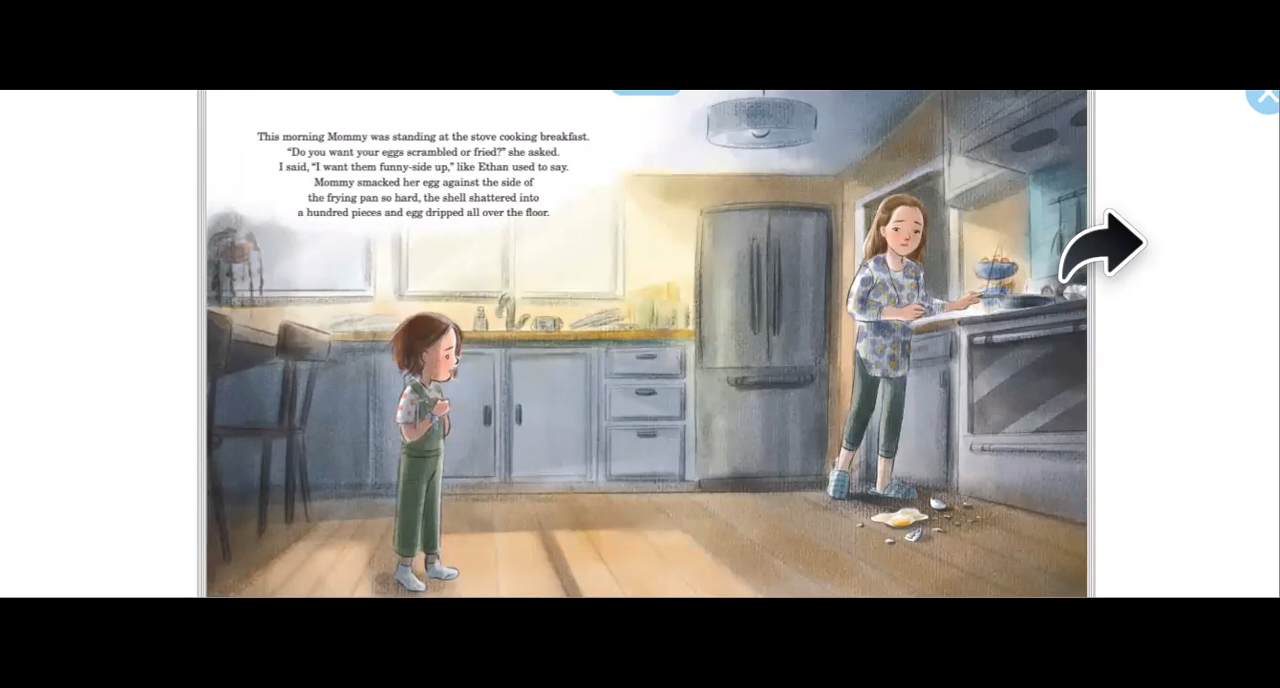 This morning Mommy was standing at the stove cooking breakfast.
“Do you want your eggs scrambled or fried?” she asked.
I said, “I want them funny-side up,” like Ethan used to say.
Mommy smacked her egg against the side of
the frying pan so hard, the shell shattered into
a hundred pieces and egg dripped all over the floor.